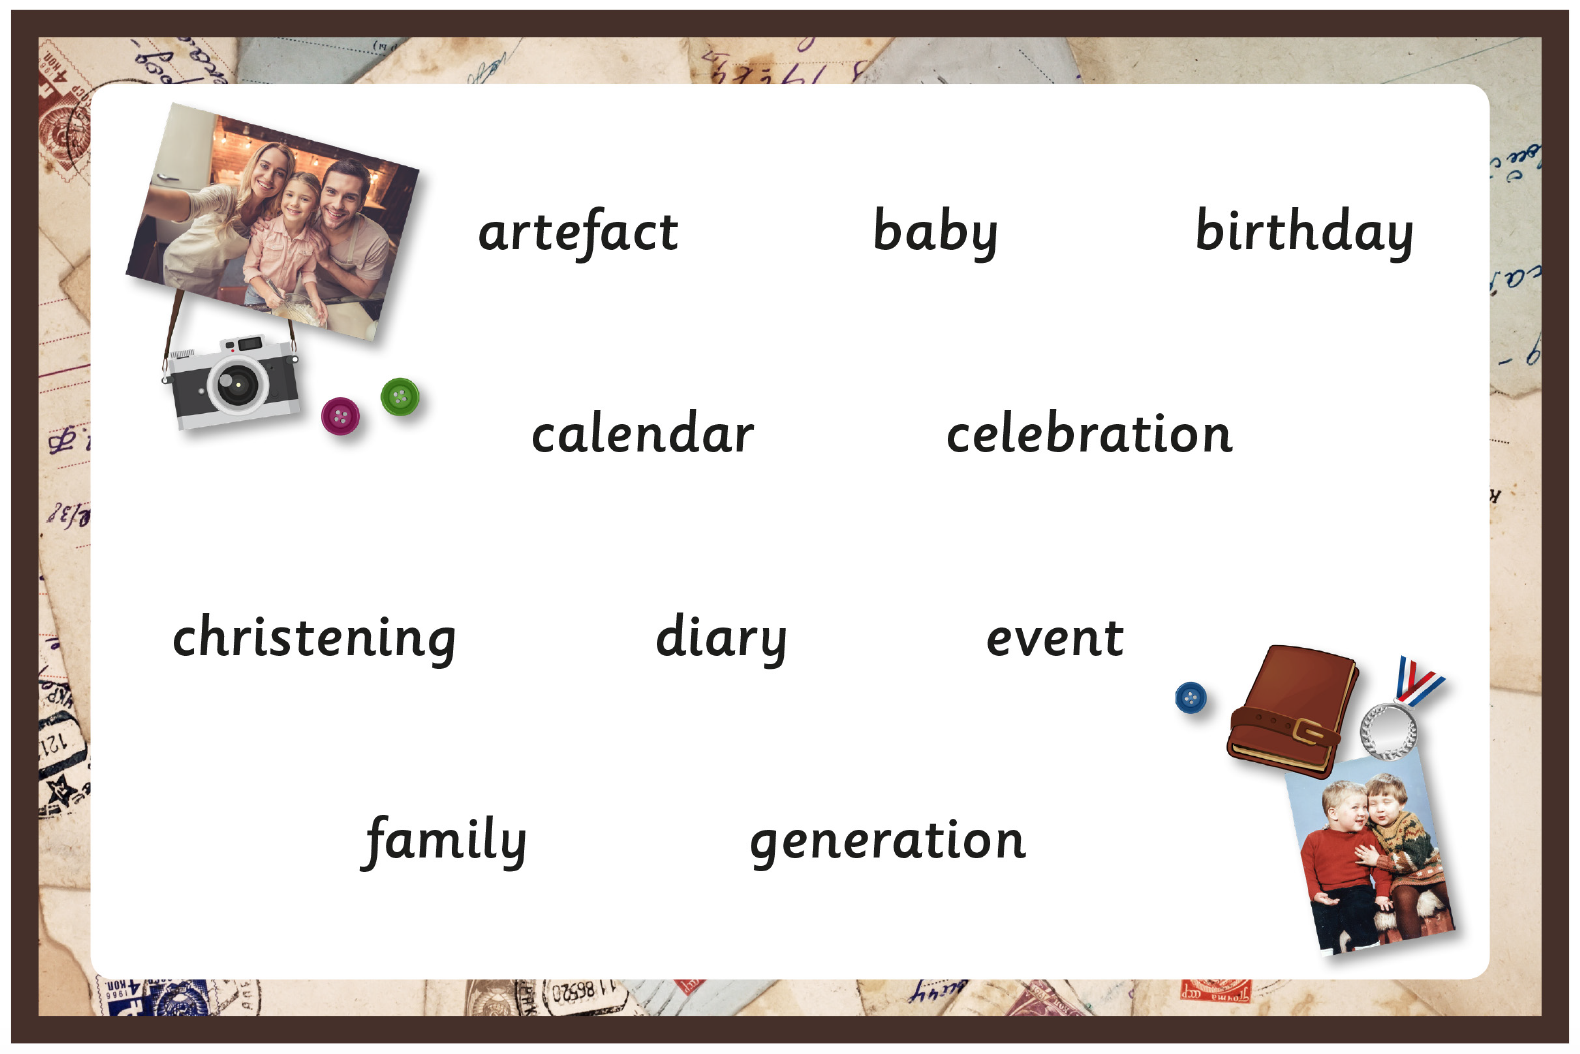 artefact baby birthday
calendar celebration
christening diary event
family generation